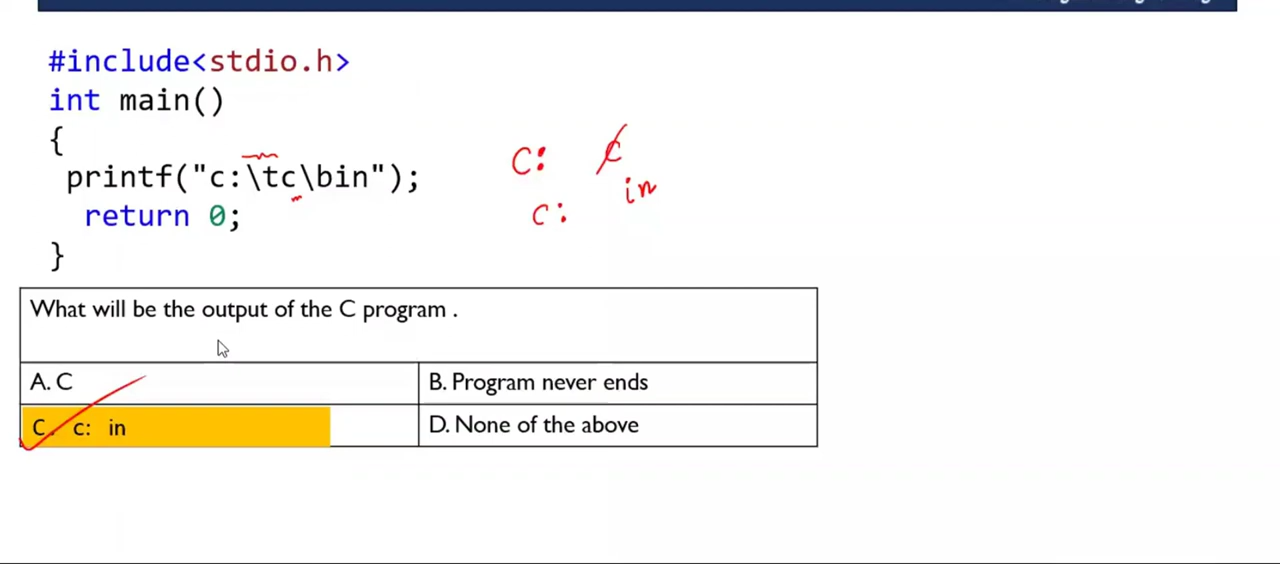 #include<stdio.h>
int main()
{
printf("c:\tc\bin");
return 0;
}
C: c
in
c:
What will be the output of the C program .
A. C
B. Program never ends
C. c: in
D. None of the above